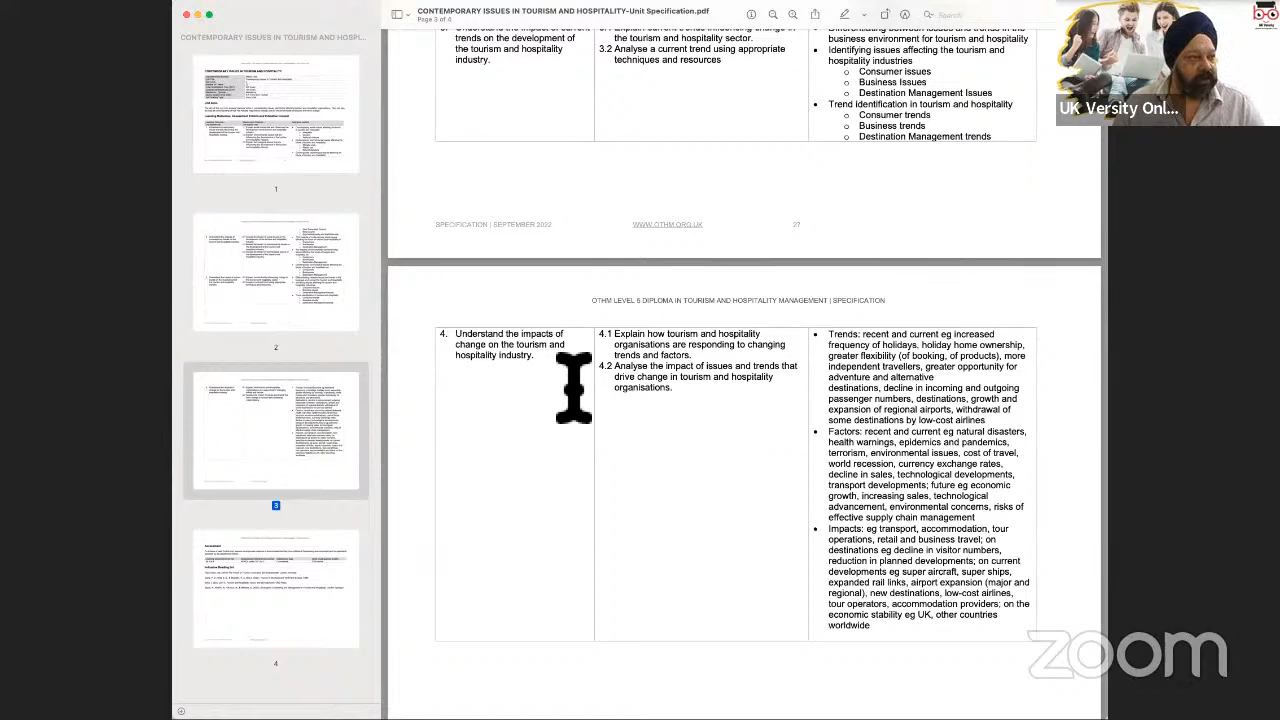 CONTEMPORARY ISSUES IN TOURISM AND HOSPITALITY-Unit Specification.pdf
Page 3 of 4
Search
CONTEMPORARY ISSUES IN TOURISM AND HOSPI...
1
2
3
4
trends on the development of
the tourism and hospitality
industry.
the tourism and hospitality sector.
3.2 Analyse a current trend using appropriate
techniques and resources
business environment for tourism and hospitality
• Identifying issues affecting the tourism and
hospitality industries
o Consumer issues
o Business Issues
o Destination Management Issues
• Trend identification in tourism and hospitality
o Consumer trends
o Business trends
o Destination Management trends
SPECIFICATION | SEPTEMBER 2022
WWW.OTHM.ORG.UK
27
OTHM LEVEL 5 DIPLOMA IN TOURISM AND HOSPITALITY MANAGEMENT | SPECIFICATION
4. Understand the impacts of
change on the tourism and
hospitality industry.
4.1 Explain how tourism and hospitality
organisations are responding to changing
trends and factors.
4.2 Analyse the impact of issues and trends that
drive change in tourism and hospitality
organisations.
• Trends: recent and current eg increased
frequency of holidays, holiday home ownership,
greater flexibility (of booking, of products), more
independent travellers, greater opportunity for
adventure and alternative
destinations, decline in incoming and outgoing
passenger numbers, destinations, growth and
expansion of regional airports, withdrawal of
some destinations by low-cost airlines
• Factors: recent and current eg natural disasters,
health warnings, epidemics and pandemics,
terrorism, environmental issues, cost of travel,
world recession, currency exchange rates,
decline in sales, technological developments,
transport developments; future eg economic
growth, increasing sales, technological
advancement, environmental concerns, risks of
effective supply chain management
• Impacts: eg transport, accommodation, tour
operations, retail and business travel; on
destinations eg decline in visitor numbers,
reduction in planned developments; on current
developments eg super aircraft, super ships,
expanded rail links, airport expansion (major and
regional), new destinations, low-cost airlines,
tour operators, accommodation providers; on the
economic stability eg UK, other countries
worldwide
UK Versity Onl...
zoom